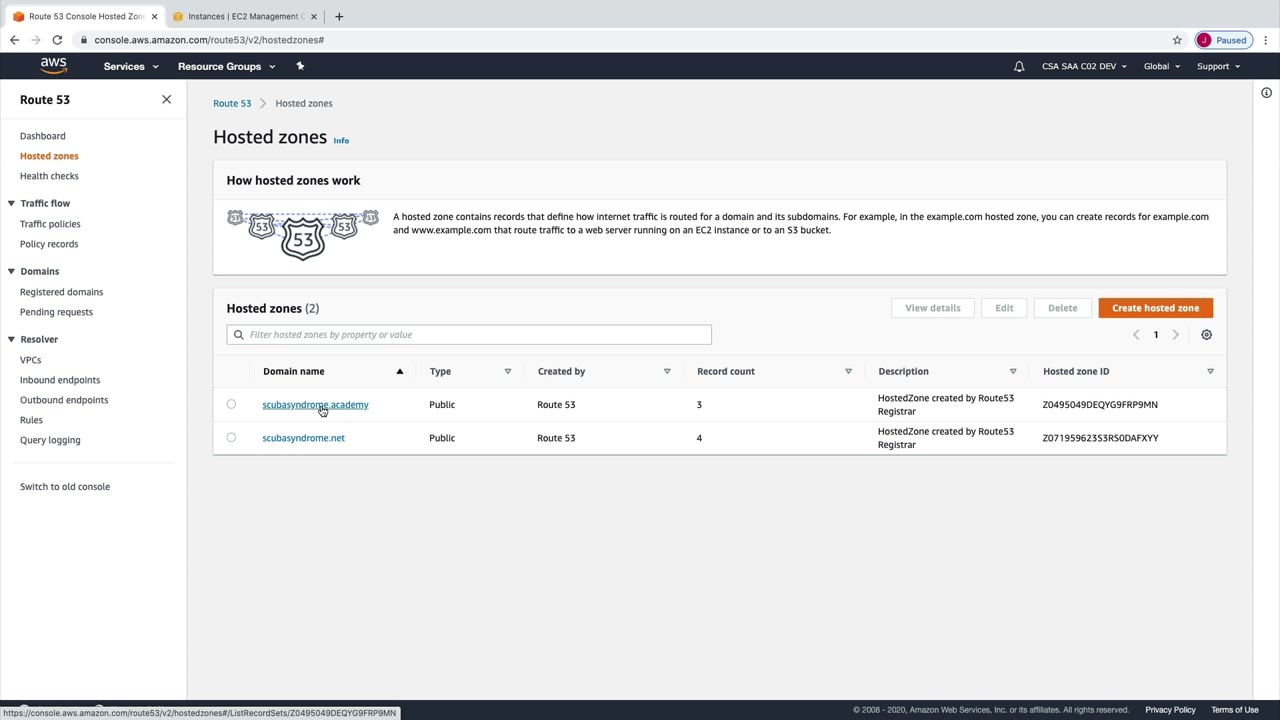 Route 53 Console Hosted Zon
Instances | EC2 Management C
console.aws.amazon.com/route53/v2/hostedzones#
J Paused
aws Services Resource Groups CSA SAA C02 DEV Global Support
Route 53
Dashboard
Hosted zones
Health checks
Traffic flow
Traffic policies
Policy records
Domains
Registered domains
Pending requests
Resolver
VPCs
Inbound endpoints
Outbound endpoints
Rules
Query logging
Switch to old console
Route 53 > Hosted zones
Hosted zones Info
How hosted zones work
53 53 53 53 53
A hosted zone contains records that define how internet traffic is routed for a domain and its subdomains. For example, in the example.com hosted zone, you can create records for example.com
and www.example.com that route traffic to a web server running on an EC2 instance or to an S3 bucket.
Hosted zones (2) View details Edit Delete Create hosted zone
Filter hosted zones by property or value
1
Domain name Type Created by Record count Description Hosted zone ID
scubasyndrome.academy Public Route 53 3 HostedZone created by Route53
Registrar Z0495049DEQYG9FRP9MN
scubasyndrome.net Public Route 53 4 HostedZone created by Route53
Registrar Z071959623S3RS0DAFXYY
https://console.aws.amazon.com/route53/v2/hostedzones#/ListRecordSets/Z0495049DEQYG9FRP9MN
© 2008 - 2020, Amazon Web Services, Inc. or its affiliates. All rights reserved. Privacy Policy Terms of Use